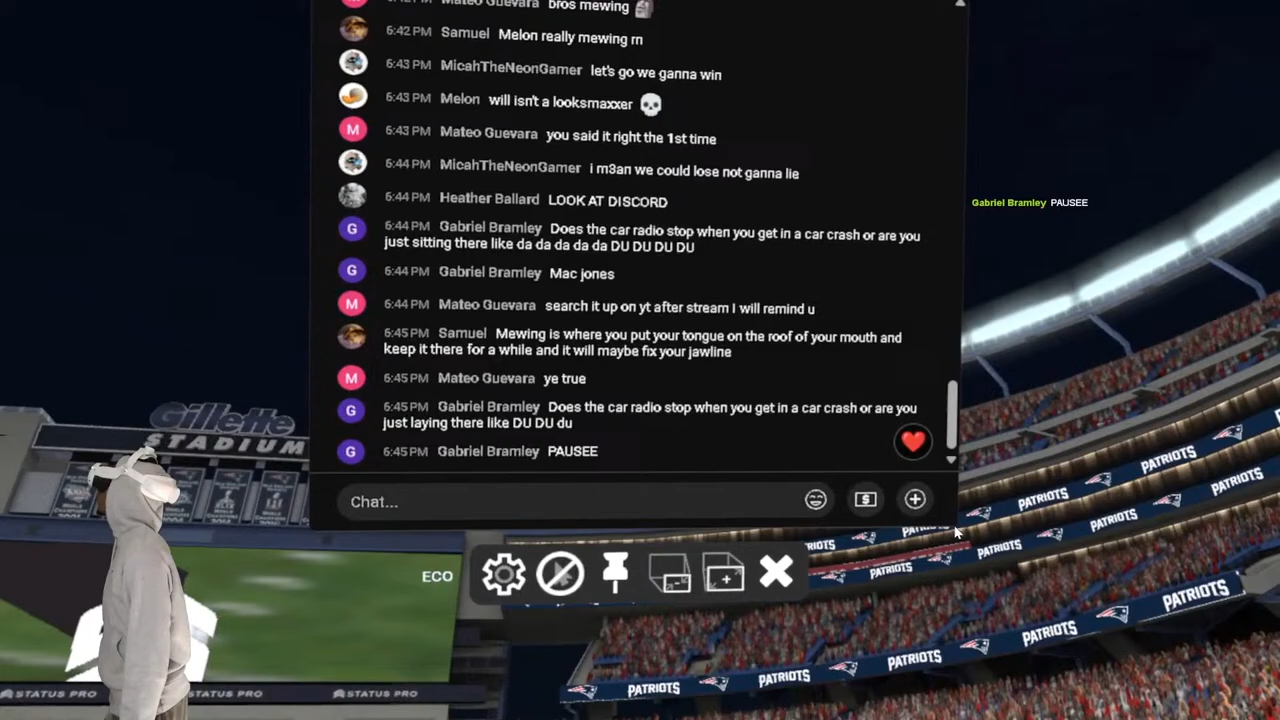 Mateo Guevara bros mewing
6:42 PM Samuel Melon really mewing rn
6:43 PM MicahTheNeonGamer let's go we ganna win
6:43 PM Melon will isn't a looksmaxxer
M 6:43 PM Mateo Guevara you said it right the 1st time
6:44 PM MicahTheNeonGamer i m3an we could lose not ganna lie
6:44 PM Heather Ballard LOOK AT DISCORD
Gabriel Bramley PAUSEE
G 6:44 PM Gabriel Bramley Does the car radio stop when you get in a car crash or are you
just sitting there like da da da da da DU DU DU DU
G 6:44 PM Gabriel Bramley Mac jones
M 6:44 PM Mateo Guevara search it up on yt after stream I will remind u
6:45 PM Samuel Mewing is where you put your tongue on the roof of your mouth and
keep it there for a while and it will maybe fix your jawline
M 6:45 PM Mateo Guevara ye true
G 6:45 PM Gabriel Bramley Does the car radio stop when you get in a car crash or are you
just laying there like DU DU du
G 6:45 PM Gabriel Bramley PAUSEE
Chat...
Gillette
STADIUM
ECO
STATUS PRO
STATUS PRO
STATUS PRO
PATRIOTS
PATRIOTS
PATRIOTS
PATRIOTS
PATRIOTS
PATRIOTS
PATRIOTS
PATRIOTS
PATRIOTS
PATRIOTS
PATRIOTS
PATRIOTS